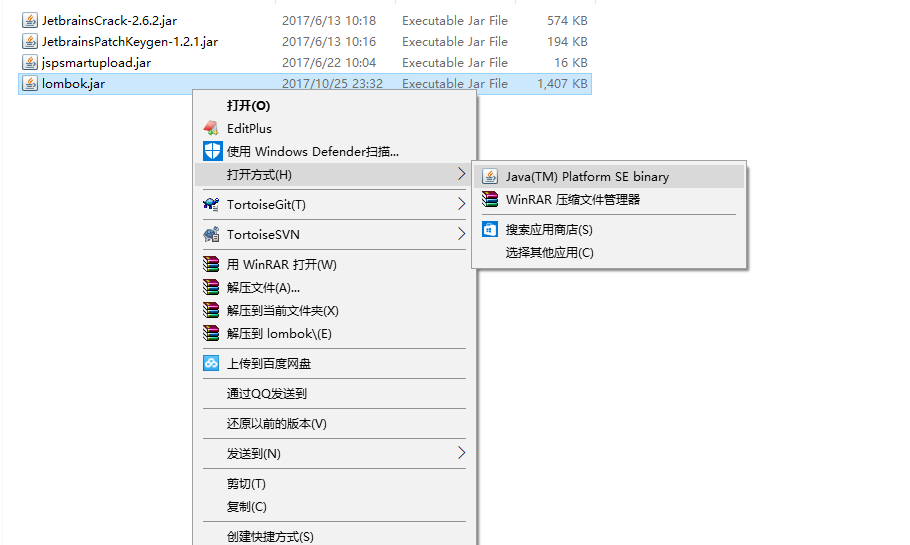 JetbrainsCrack-2.6.2.jar 2017/6/13 10:18 Executable Jar File 574 KB
JetbrainsPatchKeygen-1.2.1.jar 2017/6/13 10:16 Executable Jar File 194 KB
jspsmartupload.jar 2017/6/22 10:04 Executable Jar File 16 KB
lombok.jar 2017/10/25 23:32 Executable Jar File 1,407 KB
打开(O)
EditPlus
使用 Windows Defender扫描...
打开方式(H)
Java(TM) Platform SE binary
WinRAR 压缩文件管理器
搜索应用商店(S)
选择其他应用(C)
TortoiseGit(T)
TortoiseSVN
用 WinRAR 打开(W)
解压文件(A)...
解压到当前文件夹(X)
解压到 lombok\(E)
上传到百度网盘
通过QQ发送到
还原以前的版本(V)
发送到(N)
剪切(T)
复制(C)
创建快捷方式(S)